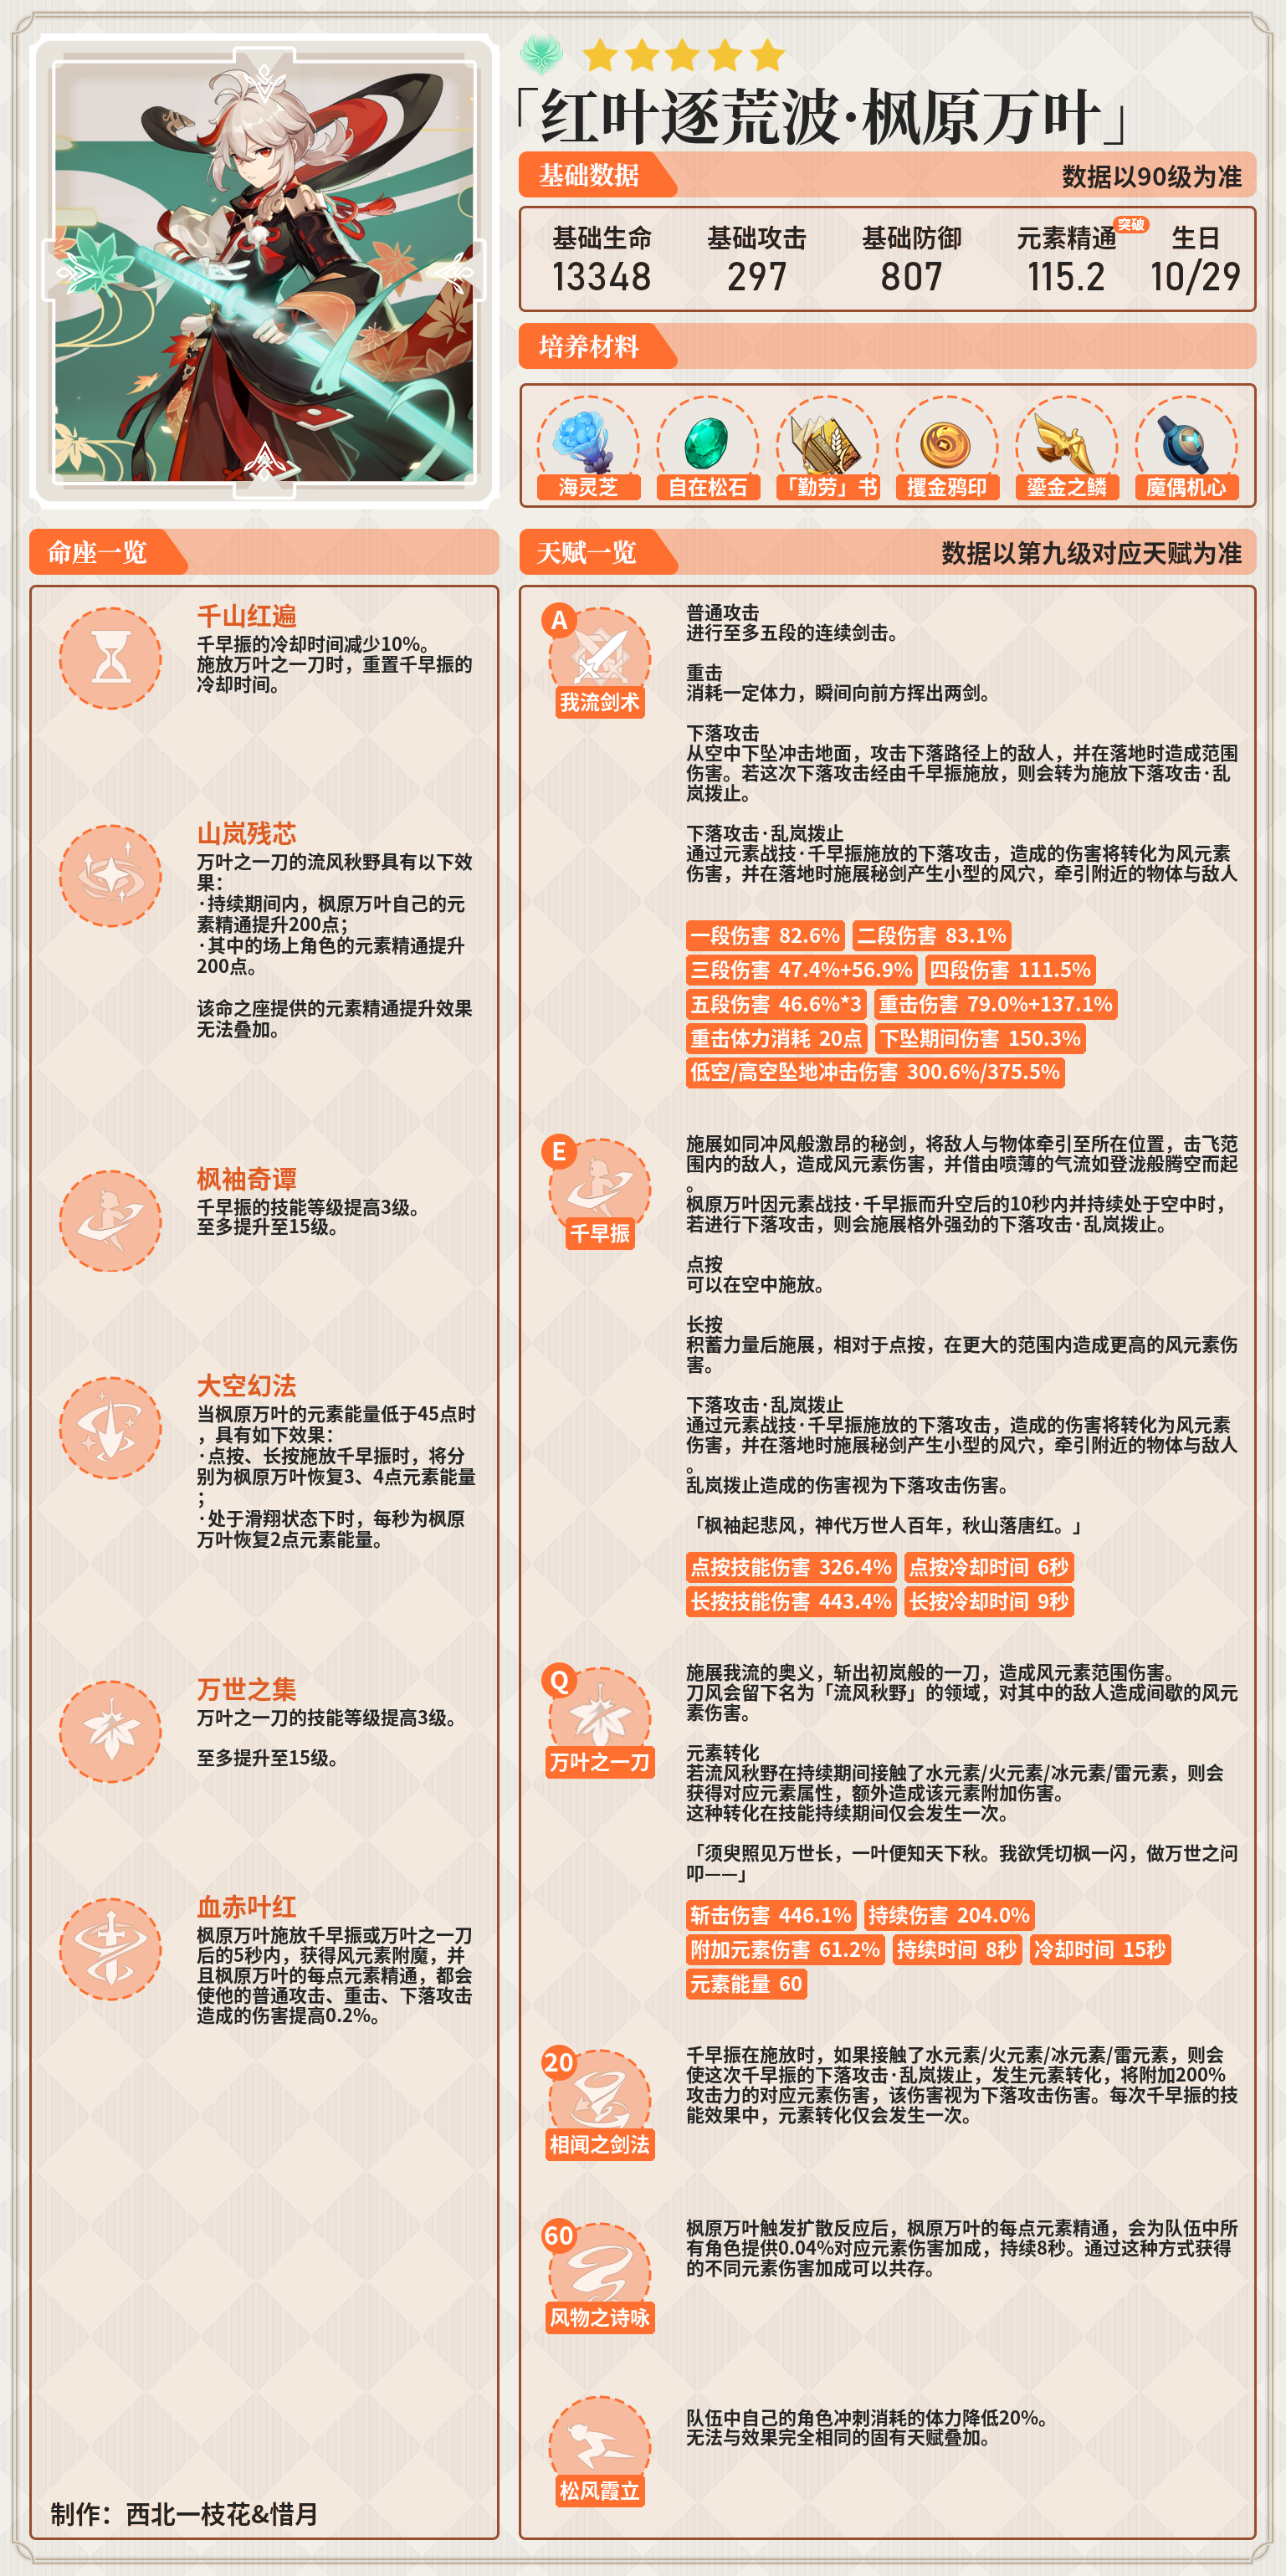 「红叶逐荒波·枫原万叶」
基础数据
数据以90级为准
基础生命
基础攻击
基础防御
元素精通
突破
生日
13348
297
807
115.2
10/29
培养材料
海灵芝
自在松石
「勤劳」书
攫金鸦印
鎏金之鳞
魔偶机心
命座一览
千山红遍
千早振的冷却时间减少10%。
施放万叶之一刀时，重置千早振的
冷却时间。
山岚残芯
万叶之一刀的流风秋野具有以下效
果：
·持续期间内，枫原万叶自己的元
素精通提升200点；
·其中的场上角色的元素精通提升
200点。
该命之座提供的元素精通提升效果
无法叠加。
枫袖奇谭
千早振的技能等级提高3级。
至多提升至15级。
大空幻法
当枫原万叶的元素能量低于45点时
，具有如下效果：
·点按、长按施放千早振时，将分
别为枫原万叶恢复3、4点元素能量
；
·处于滑翔状态下时，每秒为枫原
万叶恢复2点元素能量。
万世之集
万叶之一刀的技能等级提高3级。
至多提升至15级。
血赤叶红
枫原万叶施放千早振或万叶之一刀
后的5秒内，获得风元素附魔，并
且枫原万叶的每点元素精通，都会
使他的普通攻击、重击、下落攻击
造成的伤害提高0.2%。
制作：西北一枝花&惜月
天赋一览
数据以第九级对应天赋为准
A
我流剑术
普通攻击
进行至多五段的连续剑击。
重击
消耗一定体力，瞬间向前方挥出两剑。
下落攻击
从空中下坠冲击地面，攻击下落路径上的敌人，并在落地时造成范围
伤害。若这次下落攻击经由千早振施放，则会转为施放下落攻击·乱
岚拨止。
下落攻击·乱岚拨止
通过元素战技·千早振施放的下落攻击，造成的伤害将转化为风元素
伤害，并在落地时施展秘剑产生小型的风穴，牵引附近的物体与敌人
一段伤害 82.6%
二段伤害 83.1%
三段伤害 47.4%+56.9%
四段伤害 111.5%
五段伤害 46.6%*3
重击伤害 79.0%+137.1%
重击体力消耗 20点
下坠期间伤害 150.3%
低空/高空坠地冲击伤害 300.6%/375.5%
E
千早振
施展如同冲风般激昂的秘剑，将敌人与物体牵引至所在位置，击飞范
围内的敌人，造成风元素伤害，并借由喷薄的气流如登泷般腾空而起
。
枫原万叶因元素战技·千早振而升空后的10秒内并持续处于空中时，
若进行下落攻击，则会施展格外强劲的下落攻击·乱岚拨止。
点按
可以在空中施放。
长按
积蓄力量后施展，相对于点按，在更大的范围内造成更高的风元素伤
害。
下落攻击·乱岚拨止
通过元素战技·千早振施放的下落攻击，造成的伤害将转化为风元素
伤害，并在落地时施展秘剑产生小型的风穴，牵引附近的物体与敌人
。
乱岚拨止造成的伤害视为下落攻击伤害。
「枫袖起悲风，神代万世人百年，秋山落唐红。」
点按技能伤害 326.4%
点按冷却时间 6秒
长按技能伤害 443.4%
长按冷却时间 9秒
Q
万叶之一刀
施展我流的奥义，斩出初岚般的一刀，造成风元素范围伤害。
刀风会留下名为「流风秋野」的领域，对其中的敌人造成间歇的风元
素伤害。
元素转化
若流风秋野在持续期间接触了水元素/火元素/冰元素/雷元素，则会
获得对应元素属性，额外造成该元素附加伤害。
这种转化在技能持续期间仅会发生一次。
「须臾照见万世长，一叶便知天下秋。我欲凭切枫一闪，做万世之问
叩——」
斩击伤害 446.1%
持续伤害 204.0%
附加元素伤害 61.2%
持续时间 8秒
冷却时间 15秒
元素能量 60
20
相闻之剑法
千早振在施放时，如果接触了水元素/火元素/冰元素/雷元素，则会
使这次千早振的下落攻击·乱岚拨止，发生元素转化，将附加200%
攻击力的对应元素伤害，该伤害视为下落攻击伤害。每次千早振的技
能效果中，元素转化仅会发生一次。
60
风物之诗咏
枫原万叶触发扩散反应后，枫原万叶的每点元素精通，会为队伍中所
有角色提供0.04%对应元素伤害加成，持续8秒。通过这种方式获得
的不同元素伤害加成可以共存。
松风霞立
队伍中自己的角色冲刺消耗的体力降低20%。
无法与效果完全相同的固有天赋叠加。